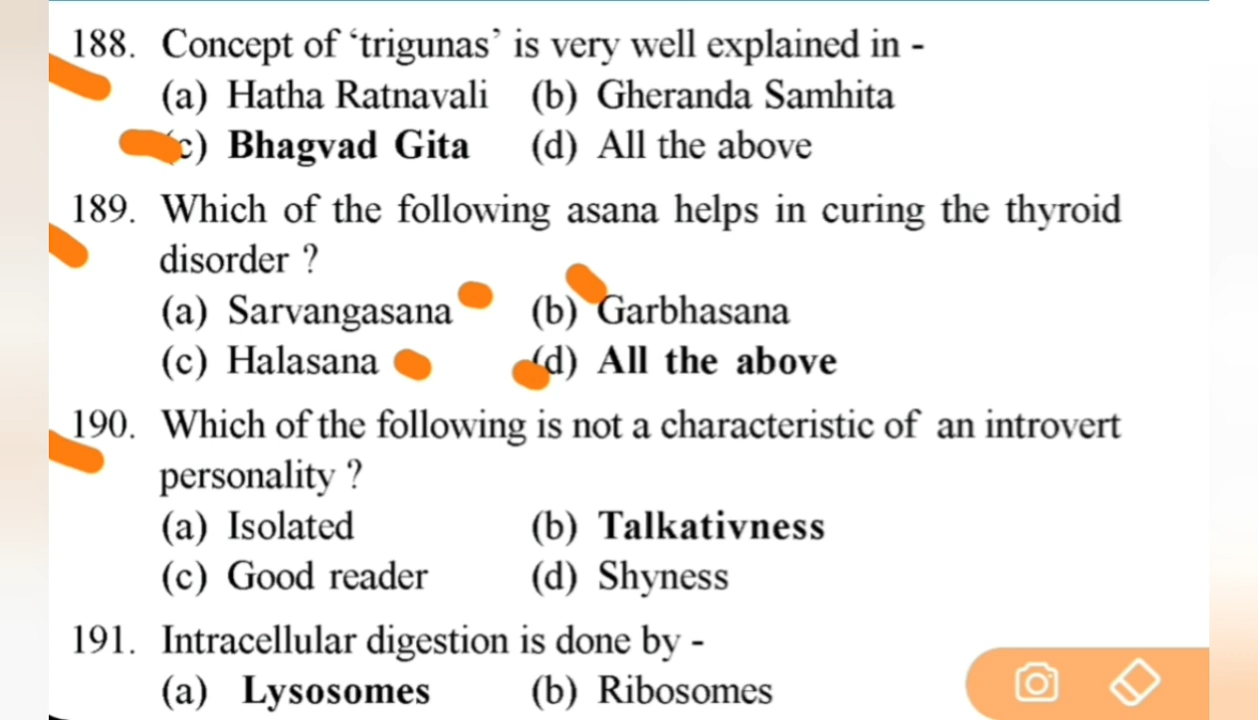 188. Concept of ‘trigunas’ is very well explained in -
(a) Hatha Ratnavali (b) Gheranda Samhita
(c) Bhagvad Gita (d) All the above
189. Which of the following asana helps in curing the thyroid
disorder ?
(a) Sarvangasana (b) Garbhasana
(c) Halasana (d) All the above
190. Which of the following is not a characteristic of an introvert
personality ?
(a) Isolated (b) Talkativness
(c) Good reader (d) Shyness
191. Intracellular digestion is done by -
(a) Lysosomes (b) Ribosomes